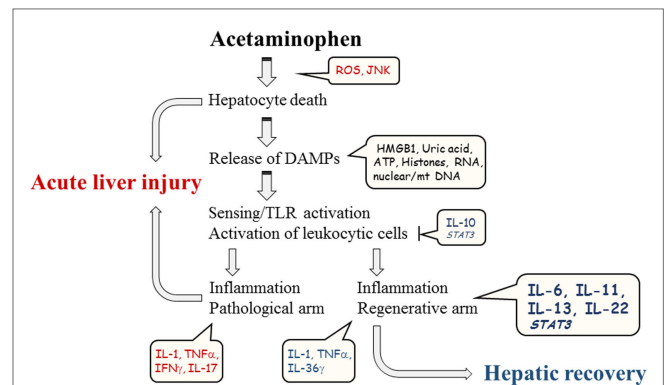 Acetaminophen
ROS, JNK
Hepatocyte death
HMGB1, Uric acid,
ATP, Histones, RNA,
nuclear/mt DNA
Release of DAMPs
Acute liver injury
Sensing/TLR activation
Activation of leukocytic cells
IL-10
STAT3
Inflammation
Pathological arm
Inflammation
Regenerative arm
IL-6, IL-11,
IL-13, IL-22
STAT3
IL-1, TNFα,
IFNγ, IL-17
IL-1, TNFα,
IL-36γ
Hepatic recovery